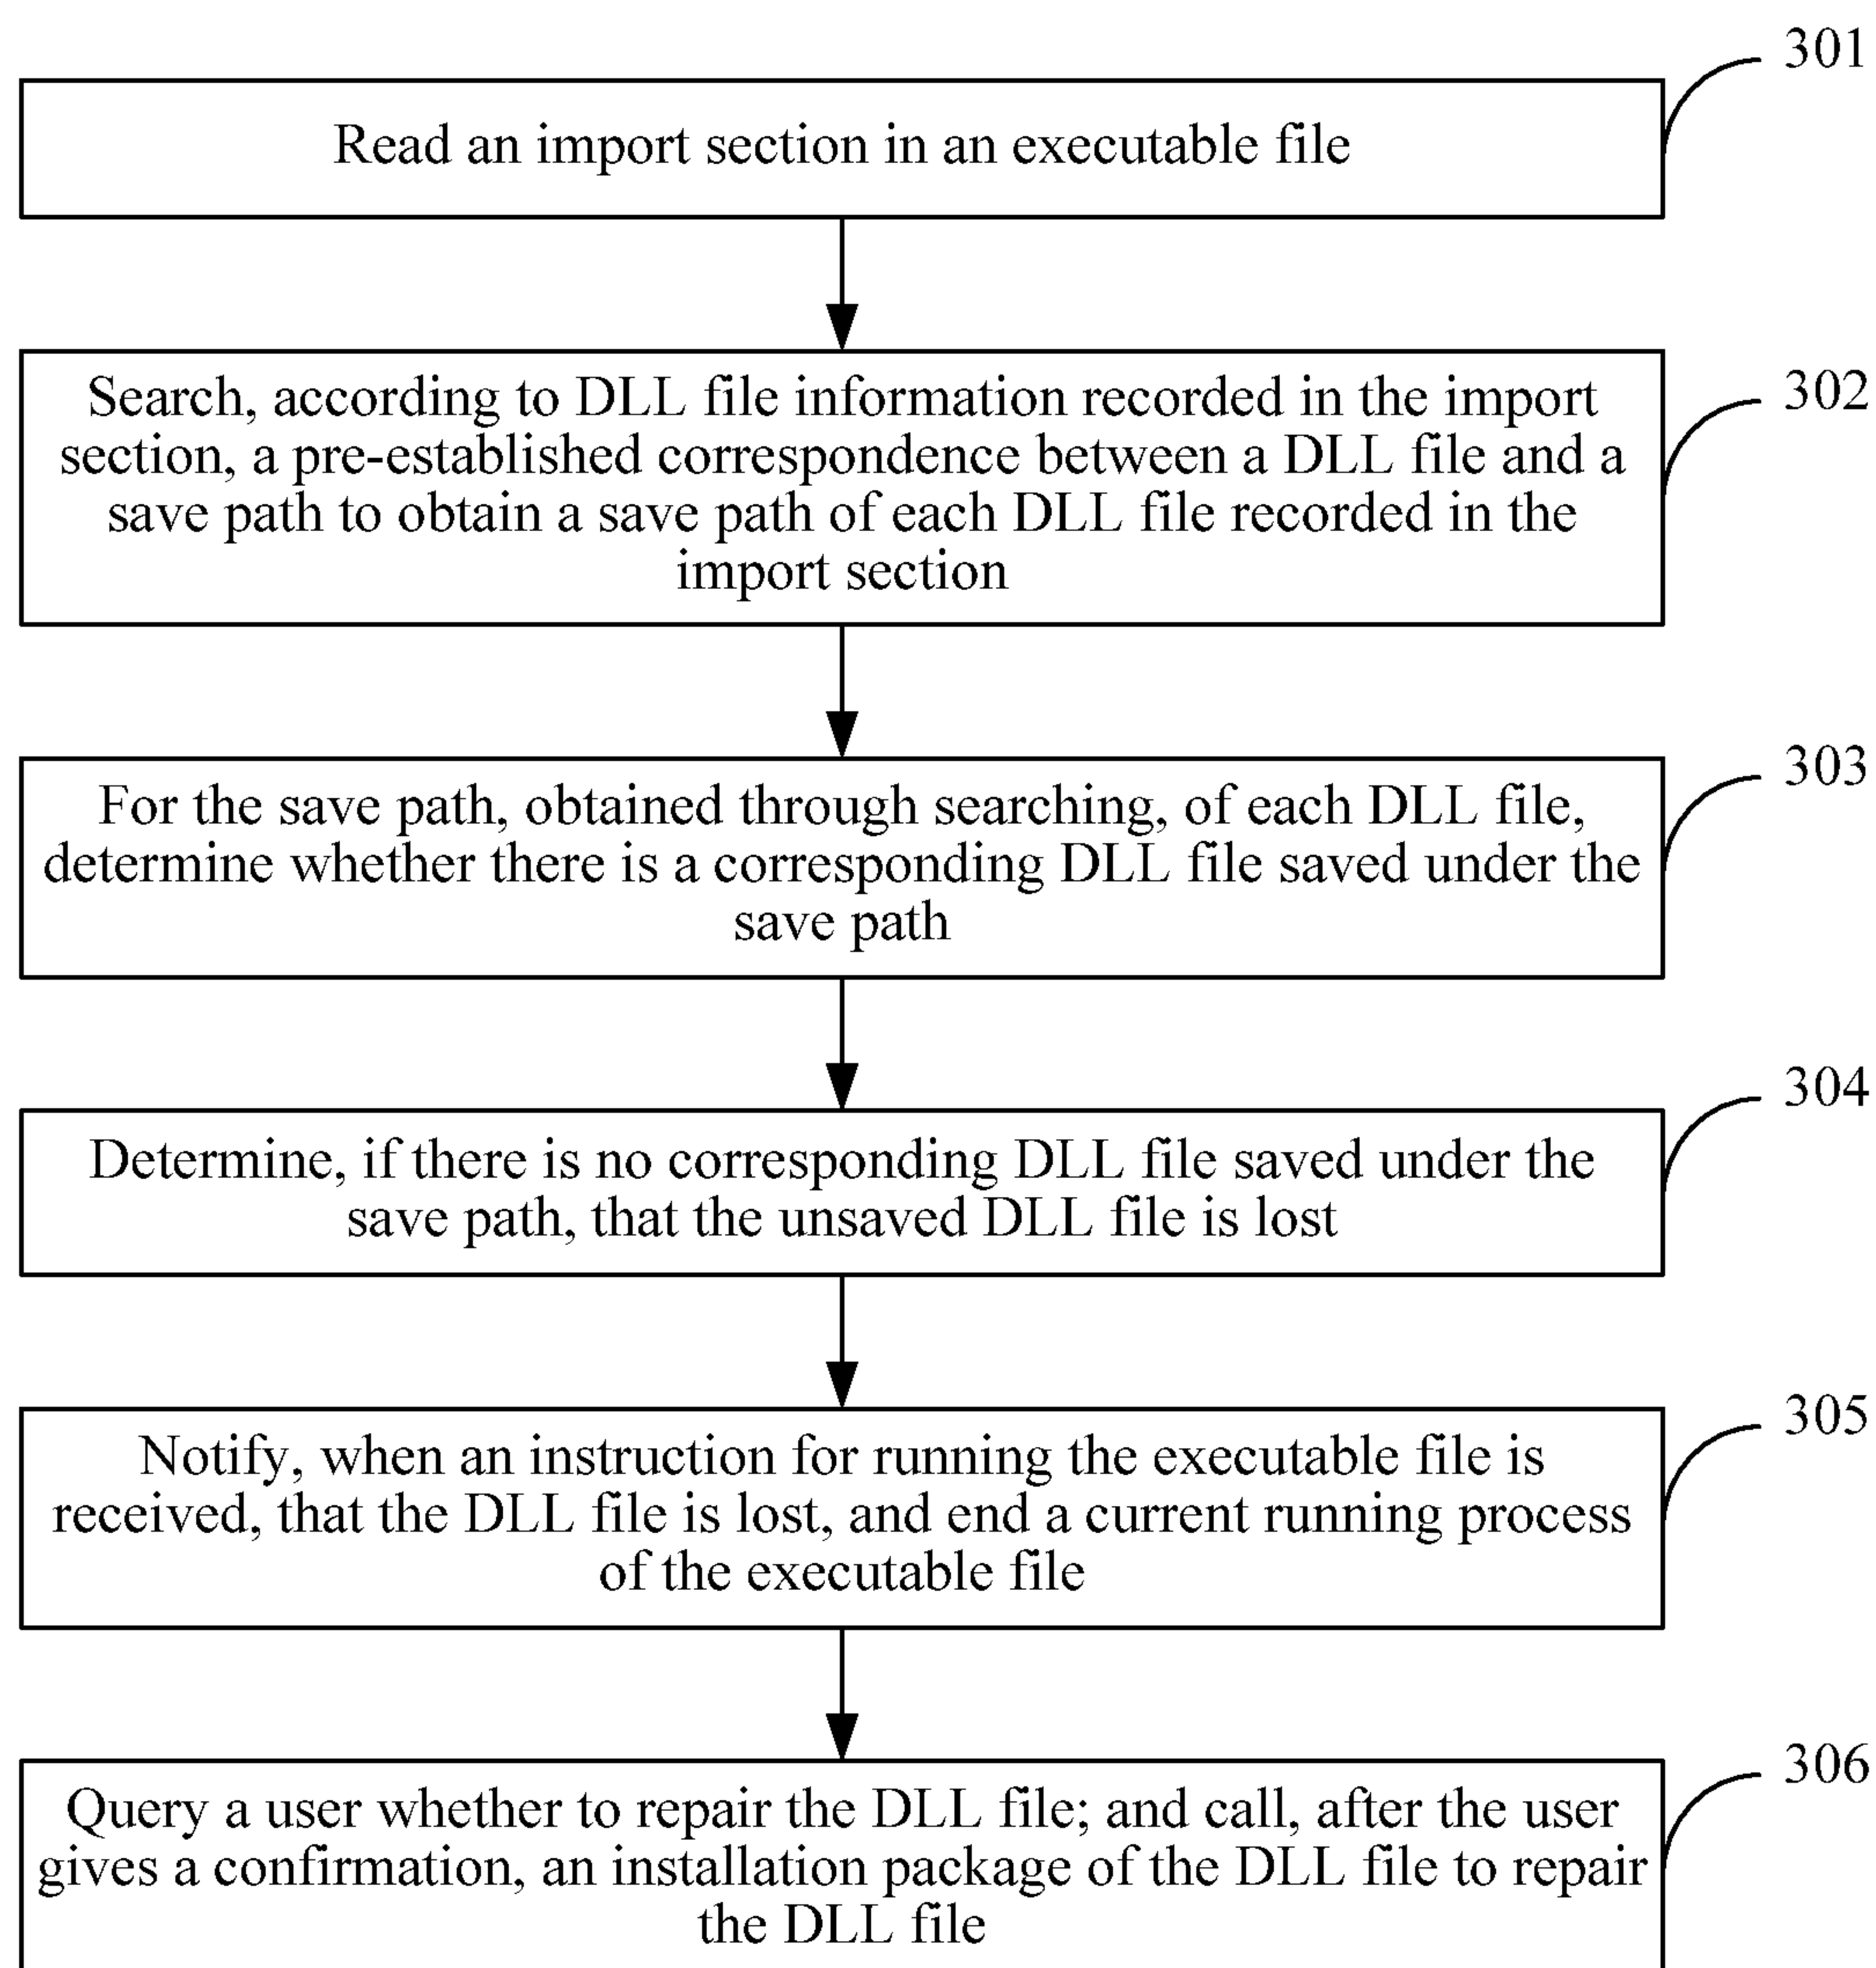 301
Read an import section in an executable file
302
Search, according to DLL file information recorded in the import
section, a pre-established correspondence between a DLL file and a
save path to obtain a save path of each DLL file recorded in the
import section
303
For the save path, obtained through searching, of each DLL file,
determine whether there is a corresponding DLL file saved under the
save path
304
Determine, if there is no corresponding DLL file saved under the
save path, that the unsaved DLL file is lost
305
Notify, when an instruction for running the executable file is
received, that the DLL file is lost, and end a current running process
of the executable file
306
Query a user whether to repair the DLL file; and call, after the user
gives a confirmation, an installation package of the DLL file to repair
the DLL file